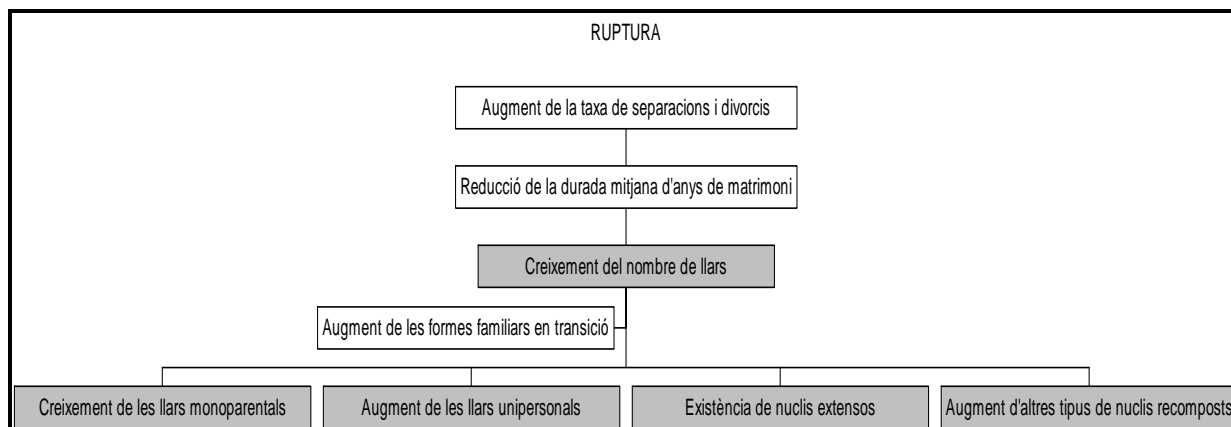 RUPTURA
Augment de la taxa de separacions i divorcis
Reducció de la durada mitjana d'anys de matrimoni
Creixement del nombre de llars
Augment de les formes familiars en transició
Creixement de les llars monoparentals
Augment de les llars unipersonals
Existència de nuclis extensos
Augment d'altres tipus de nuclis recomposts